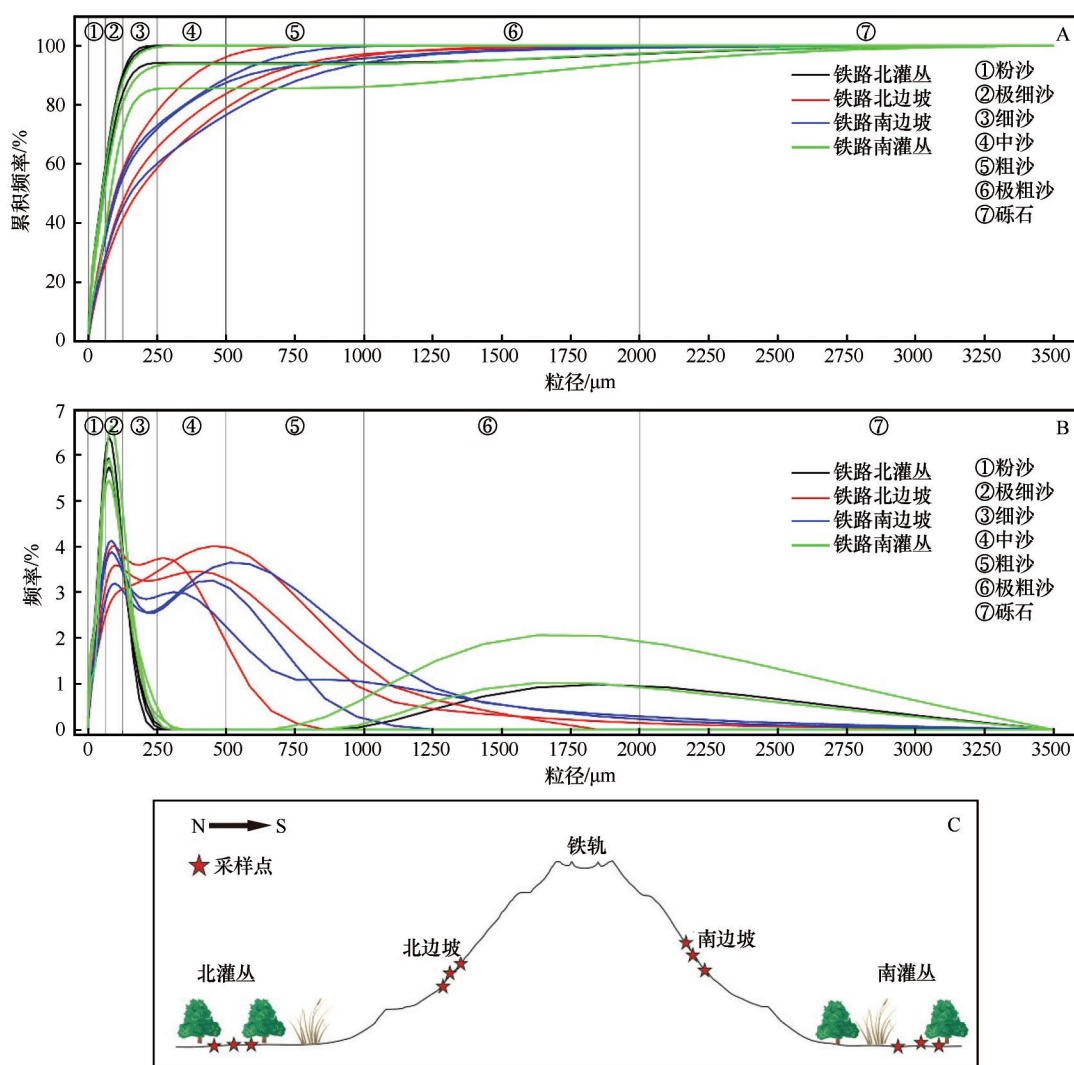 ① ② ③ ④ ⑤ ⑥ ⑦ A
100
80
60
40
20
0
累积频率/%
铁路北灌丛
铁路北边坡
铁路南边坡
铁路南灌丛
①粉沙
②极细沙
③细沙
④中沙
⑤粗沙
⑥极粗沙
⑦砾石
0 250 500 750 1000 1250 1500 1750 2000 2250 2500 2750 3000 3250 3500
粒径/μm
① ② ③ ④ ⑤ ⑥ ⑦ B
7
6
5
4
3
2
1
0
频率/%
铁路北灌丛
铁路北边坡
铁路南边坡
铁路南灌丛
①粉沙
②极细沙
③细沙
④中沙
⑤粗沙
⑥极粗沙
⑦砾石
0 250 500 750 1000 1250 1500 1750 2000 2250 2500 2750 3000 3250 3500
粒径/μm
N S C
采样点
铁轨
北边坡 南边坡
北灌丛 南灌丛